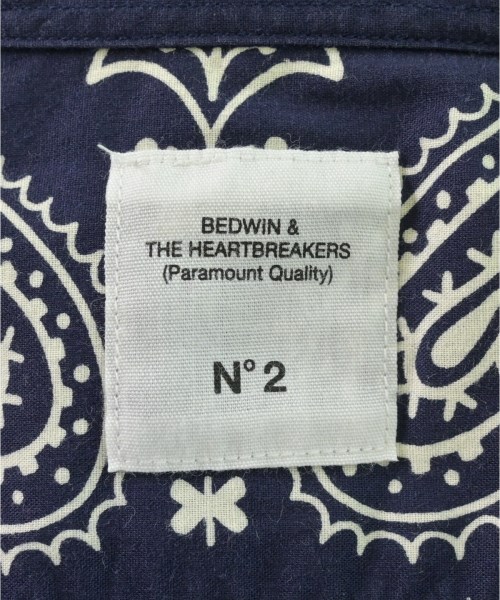 BEDWIN &
THE HEARTBREAKERS
(Paramount Quality)
N° 2